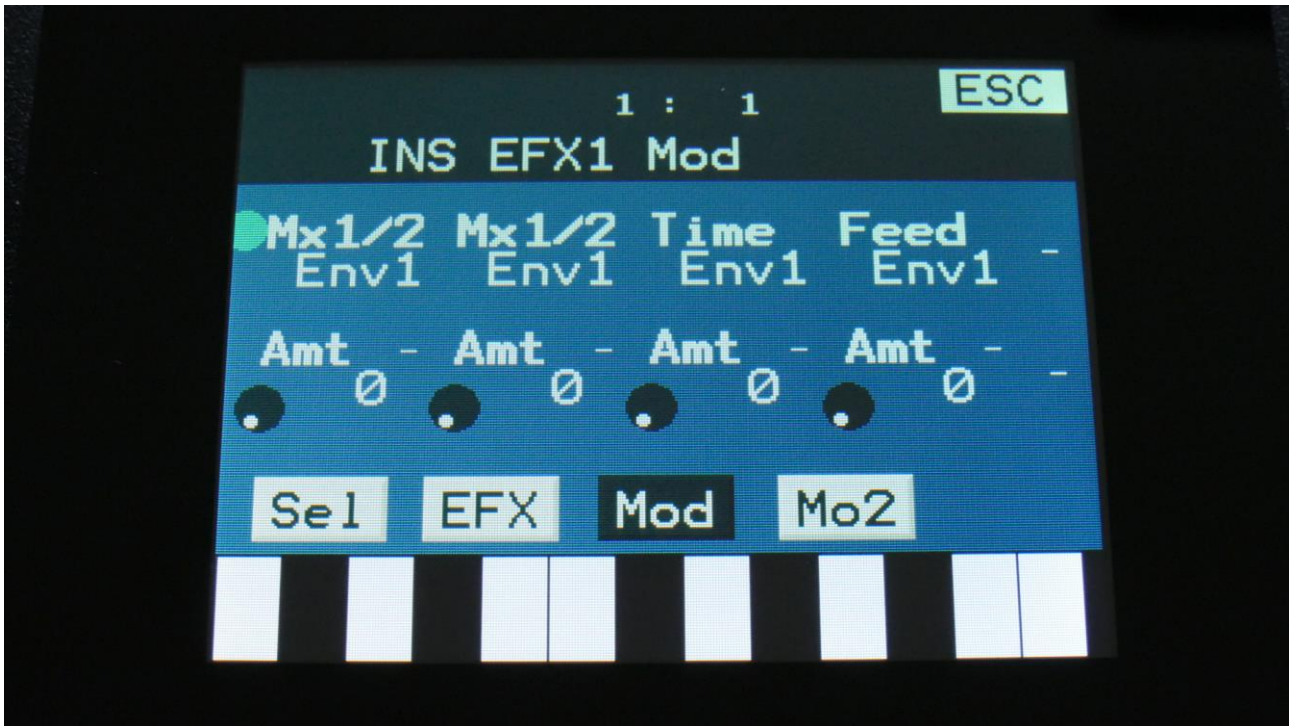 ESC
1 : 1
INS EFX1 Mod
Mx1/2 Mx1/2 Time Feed
Env1 Env1 Env1 Env1 -
Amt - Amt - Amt - Amt -
0 0 0 0 -
Sel EFX Mod Mo2